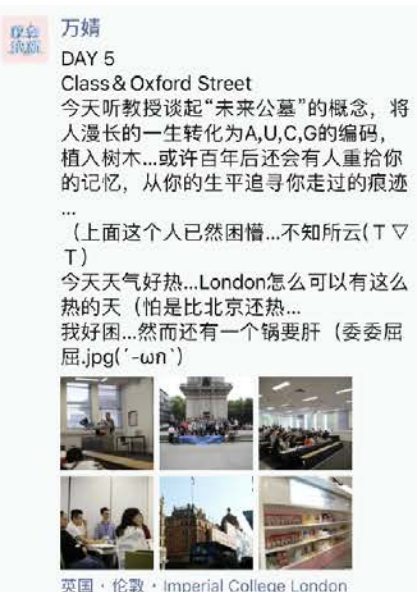 万婧
DAY 5
Class & Oxford Street
今天听教授谈起“未来公墓”的概念，将
人漫长的一生转化为A,U,C,G的编码，
植入树木...或许百年后还会有人重拾你
的记忆，从你的生平追寻你走过的痕迹
...
（上面这个人已然困懵...不知所云(T▽
T）
今天天气好热...London怎么可以有这么
热的天（怕是比北京还热...
我好困...然而还有一个锅要肝（委委屈
屈.jpg(´-ωก`)
英国 · 伦敦 · Imperial College London